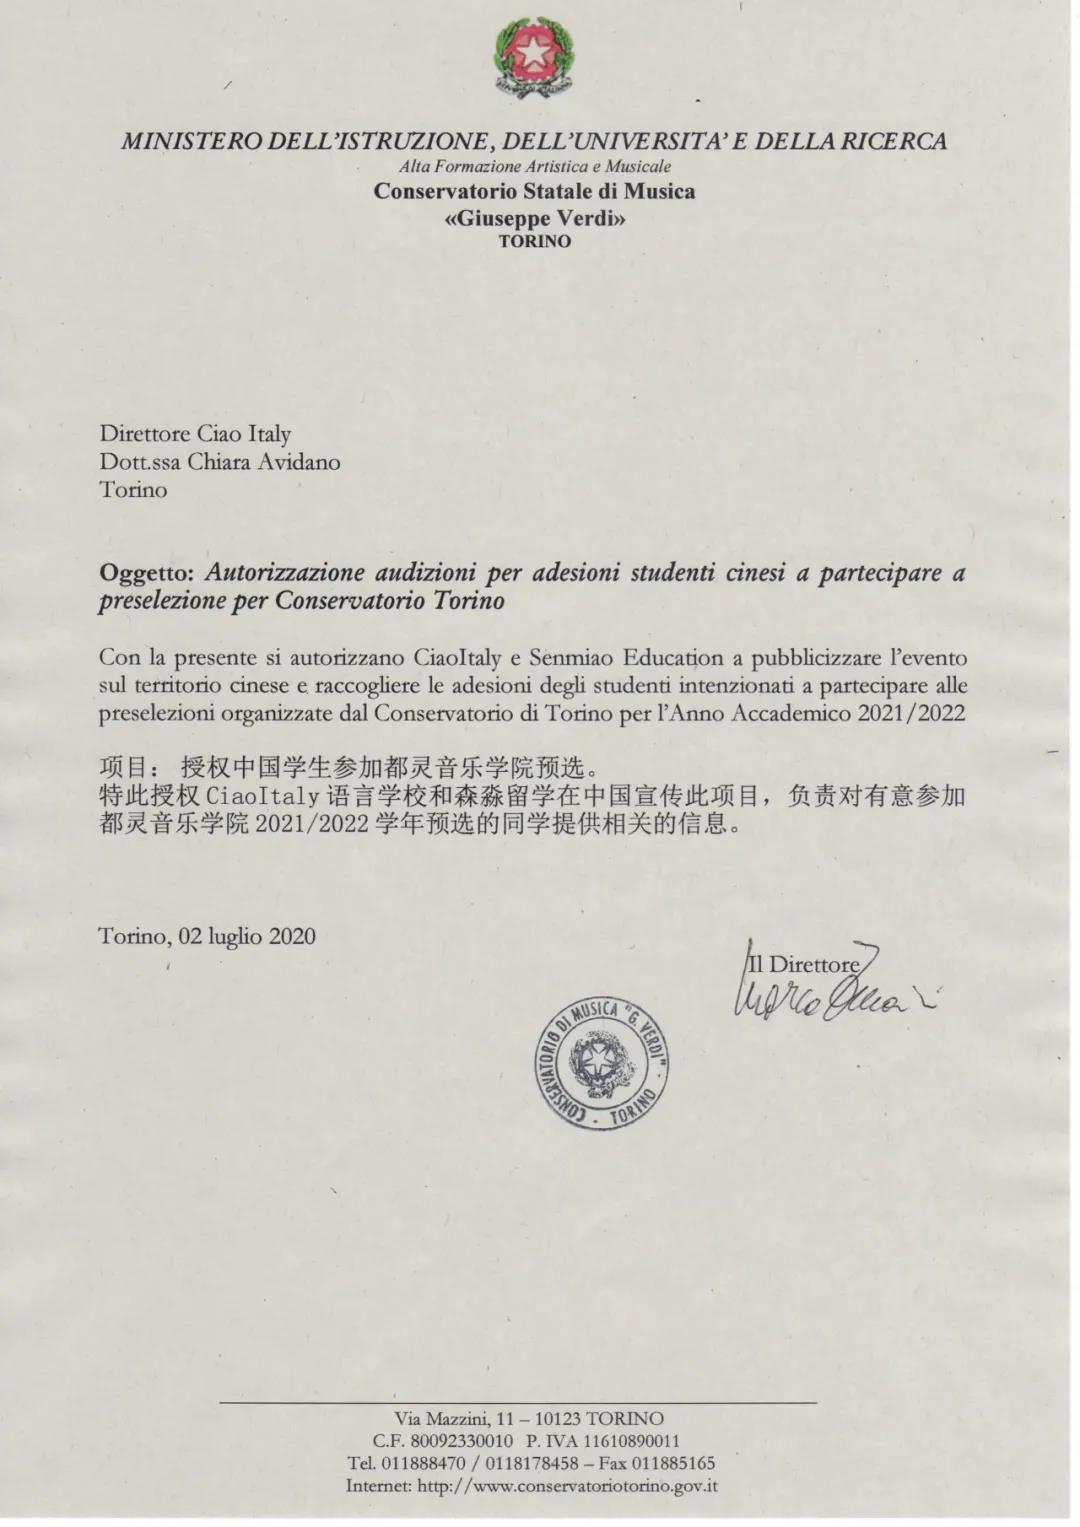 MINISTERO DELL'ISTRUZIONE, DELL'UNIVERSITA' E DELLA RICERCA
Alta Formazione Artistica e Musicale
Conservatorio Statale di Musica
«Giuseppe Verdi»
TORINO
Direttore Ciao Italy
Dott.ssa Chiara Avidano
Torino
Oggetto: Autorizzazione audizioni per adesioni studenti cinesi a partecipare a
preselezione per Conservatorio Torino
Con la presente si autorizzano CiaoItaly e Senmiao Education a pubblicizzare l'evento
sul territorio cinese e raccogliere le adesioni degli studenti intenzionati a partecipare alle
preselezioni organizzate dal Conservatorio di Torino per l'Anno Accademico 2021/2022
项目: 授权中国学生参加都灵音乐学院预选。
特此授权 CiaoItaly 语言学校和森淼留学在中国宣传此项目，负责对有意参加
都灵音乐学院 2021/2022 学年预选的同学提供相关的信息。
Torino, 02 luglio 2020
Il Direttore
CONSERVATORIO DI MUSICA "G. VERDI" - TORINO -
Via Mazzini, 11 – 10123 TORINO
C.F. 80092330010 P. IVA 11610890011
Tel. 011888470 / 0118178458 – Fax 011885165
Internet: http://www.conservatoriotorino.gov.it